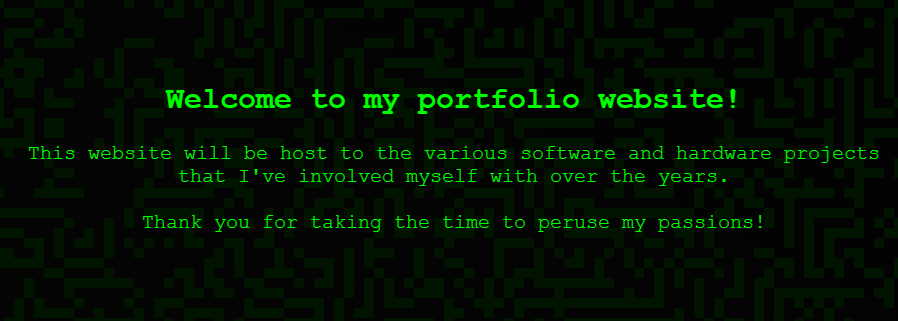 Welcome to my portfolio website!
This website will be host to the various software and hardware projects
that I've involved myself with over the years.
Thank you for taking the time to peruse my passions!